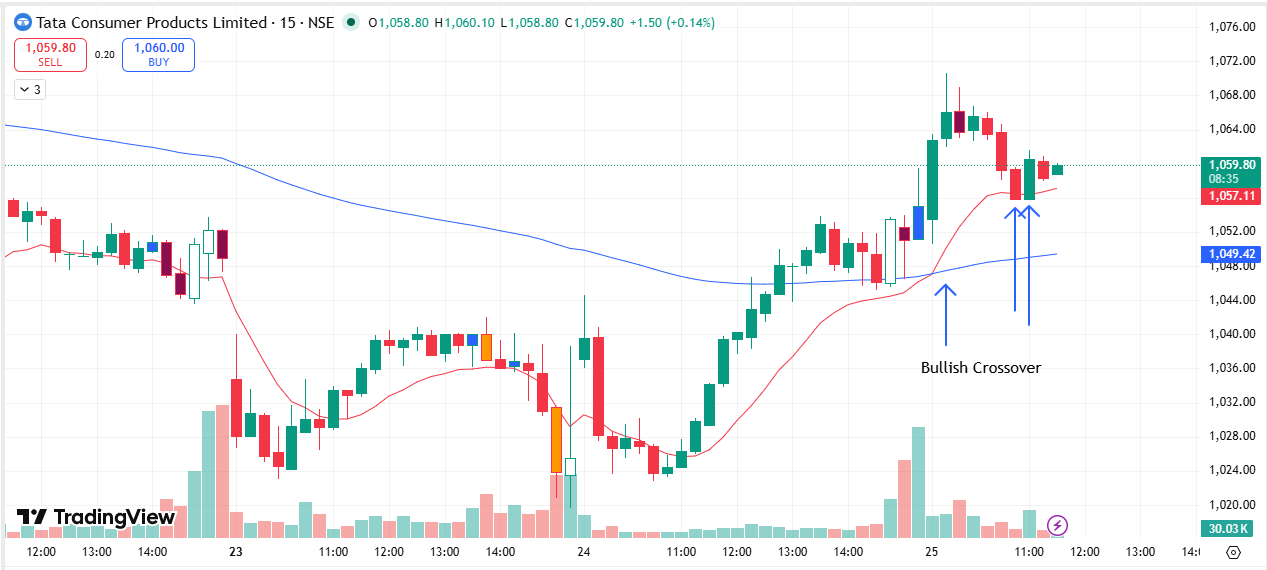 Tata Consumer Products Limited · 15 · NSE O1,058.80 H1,060.10 L1,058.80 C1,059.80 +1.50 (+0.14%)
1,059.80 0.20 1,060.00
SELL BUY
3
1,076.00
1,072.00
1,068.00
1,064.00
1,059.80
08:35
1,057.11
1,052.00
1,049.42
1,048.00
1,044.00
1,040.00
1,036.00
1,032.00
1,028.00
1,024.00
1,020.00
30.03 K
Bullish Crossover
TradingView
12:00 13:00 14:00 23 11:00 12:00 13:00 14:00 24 11:00 12:00 13:00 14:00 25 11:00 12:00 13:00 14:0